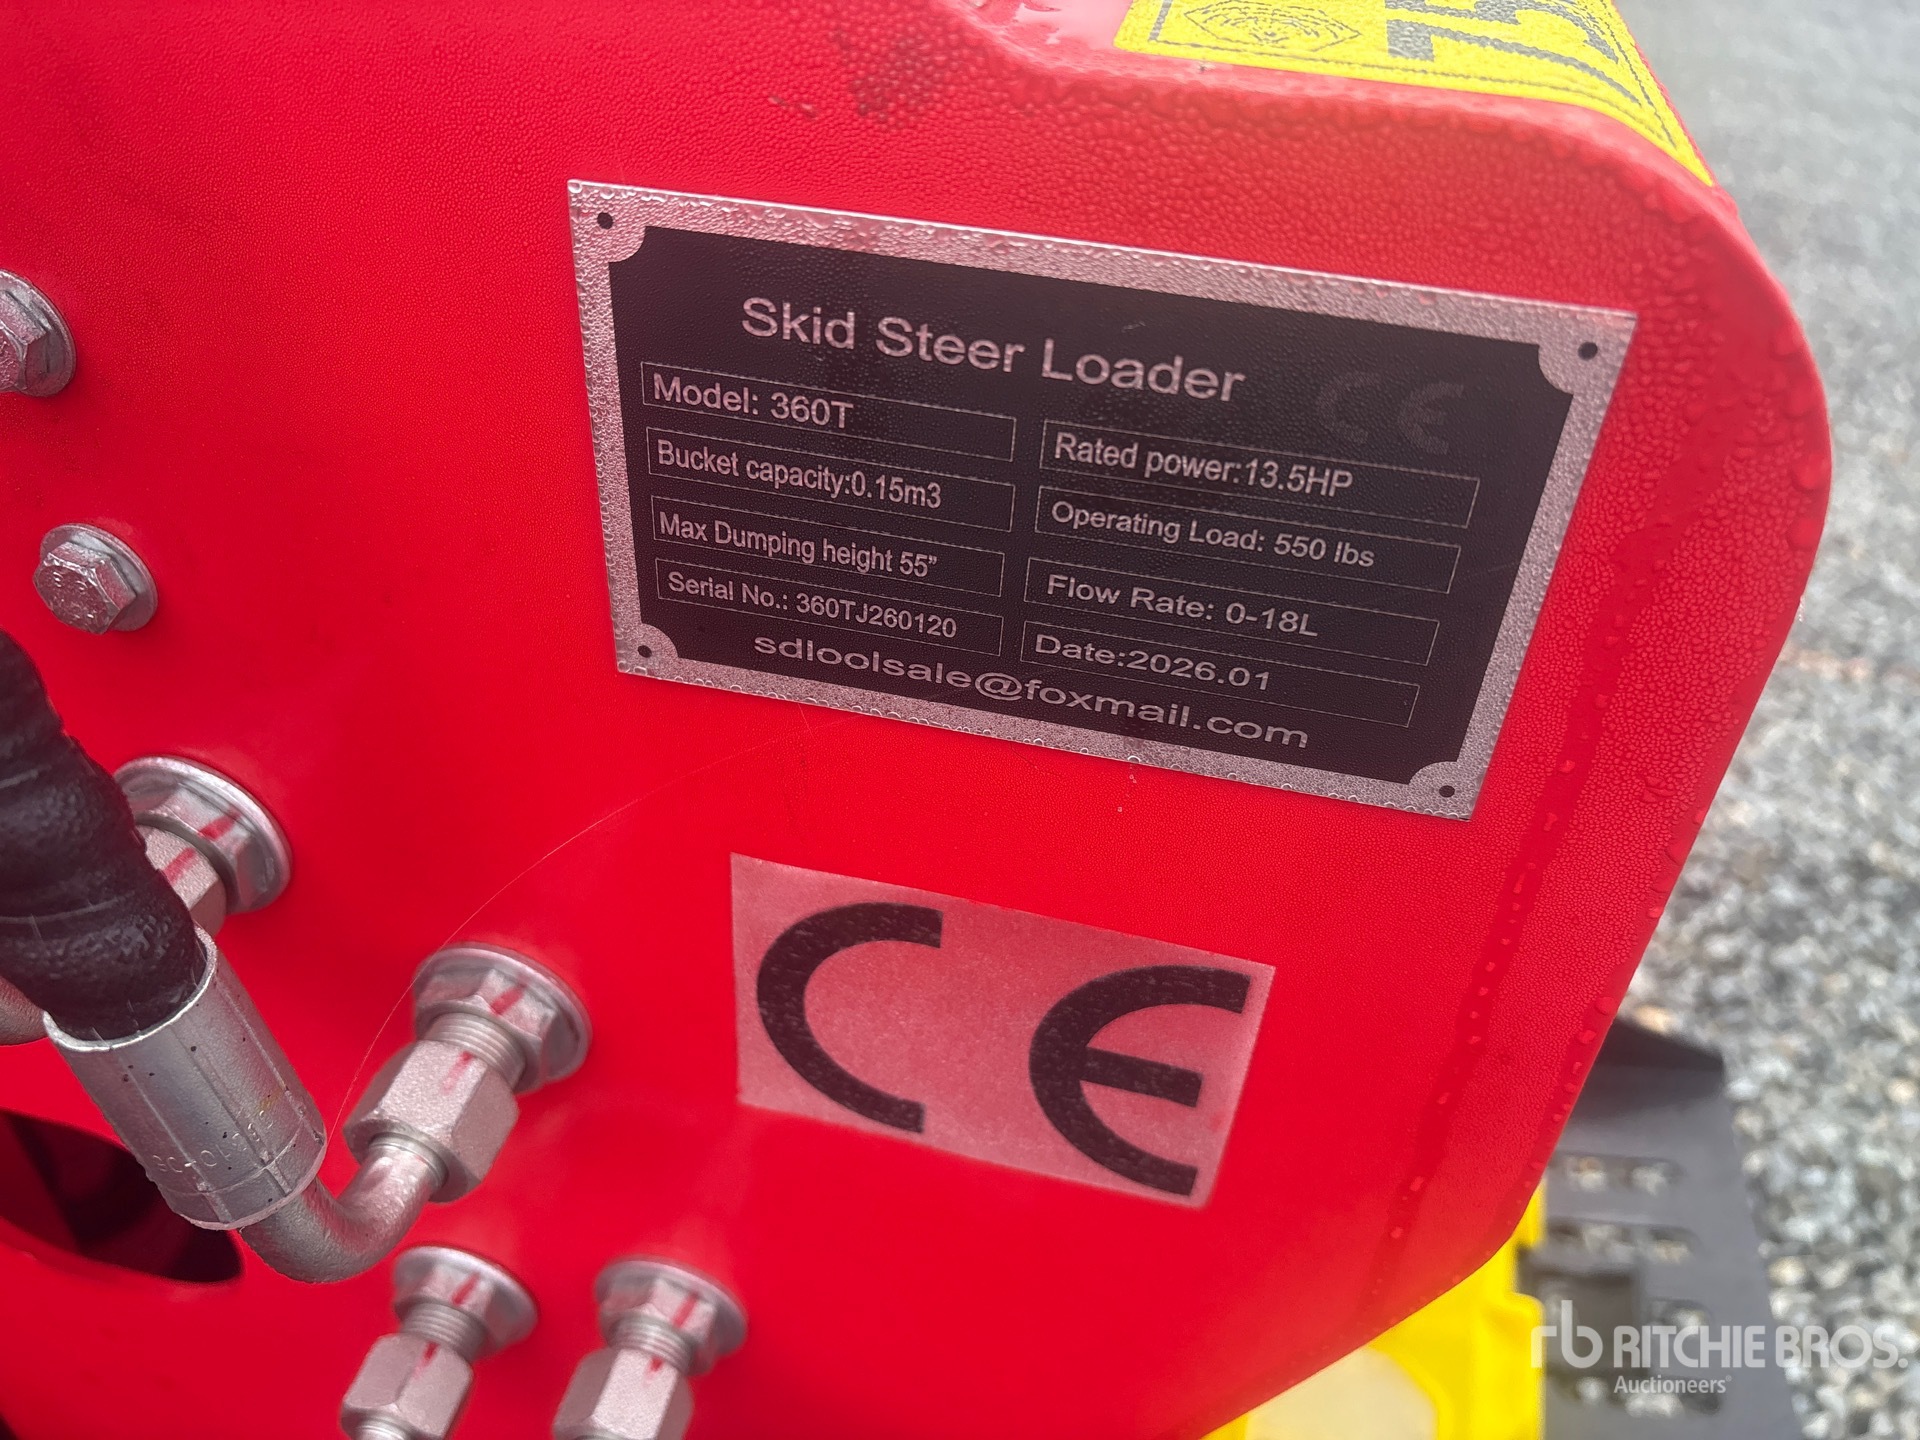 Skid Steer Loader
CE
Model: 360T
Rated power:13.5HP
Bucket capacity:0.15m3
Operating Load: 550 lbs
Max Dumping height 55”
Flow Rate: 0-18L
Serial No.: 360TJ260120
Date:2026.01
sdloolsale@foxmail.com
CE
rb RITCHIE BROS.
Auctioneers